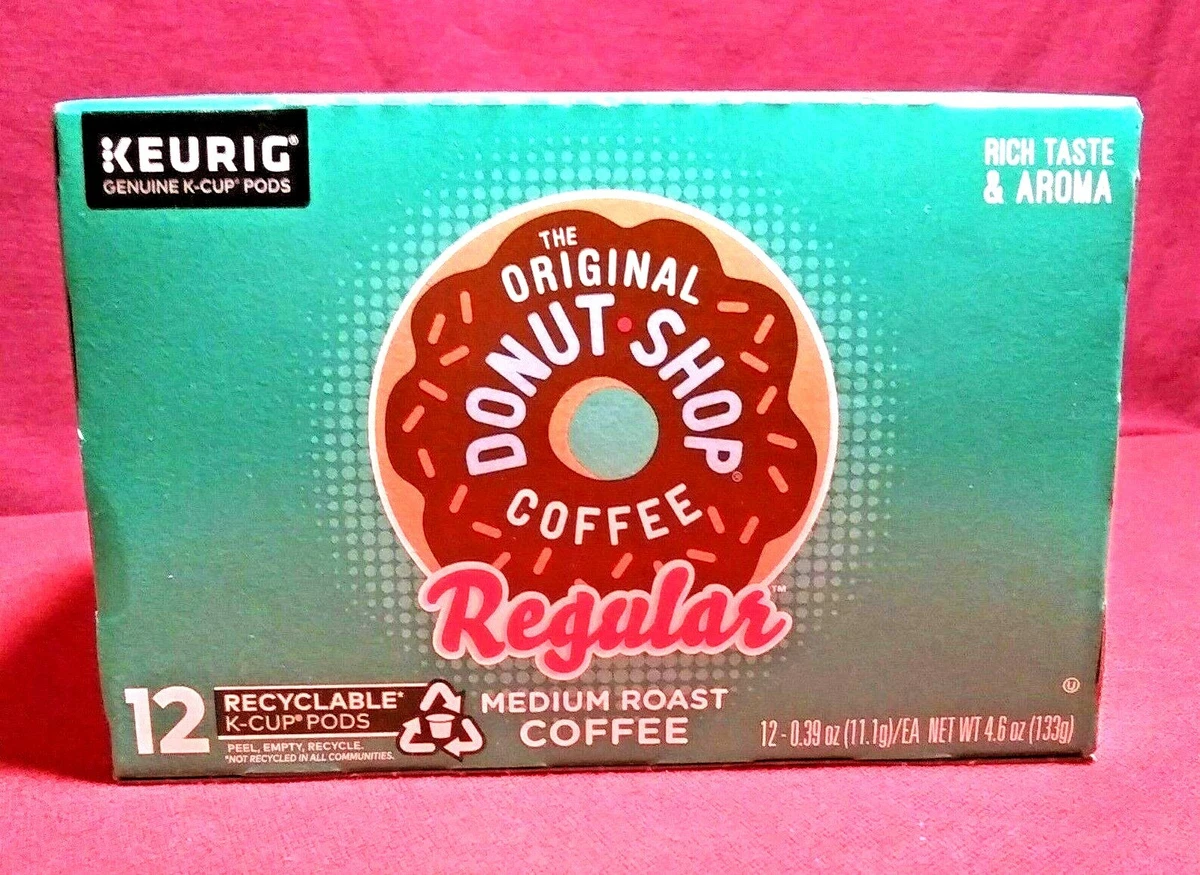 KEURIG®
GENUINE K-CUP® PODS
RICH TASTE
& AROMA
THE
ORIGINAL
DONUT·SHOP®
COFFEE
Regular™
12
RECYCLABLE*
K-CUP® PODS
PEEL, EMPTY, RECYCLE.
*NOT RECYCLED IN ALL COMMUNITIES.
MEDIUM ROAST
COFFEE
U
12 - 0.39 oz (11.1g)/EA NET WT 4.6 oz (133g)